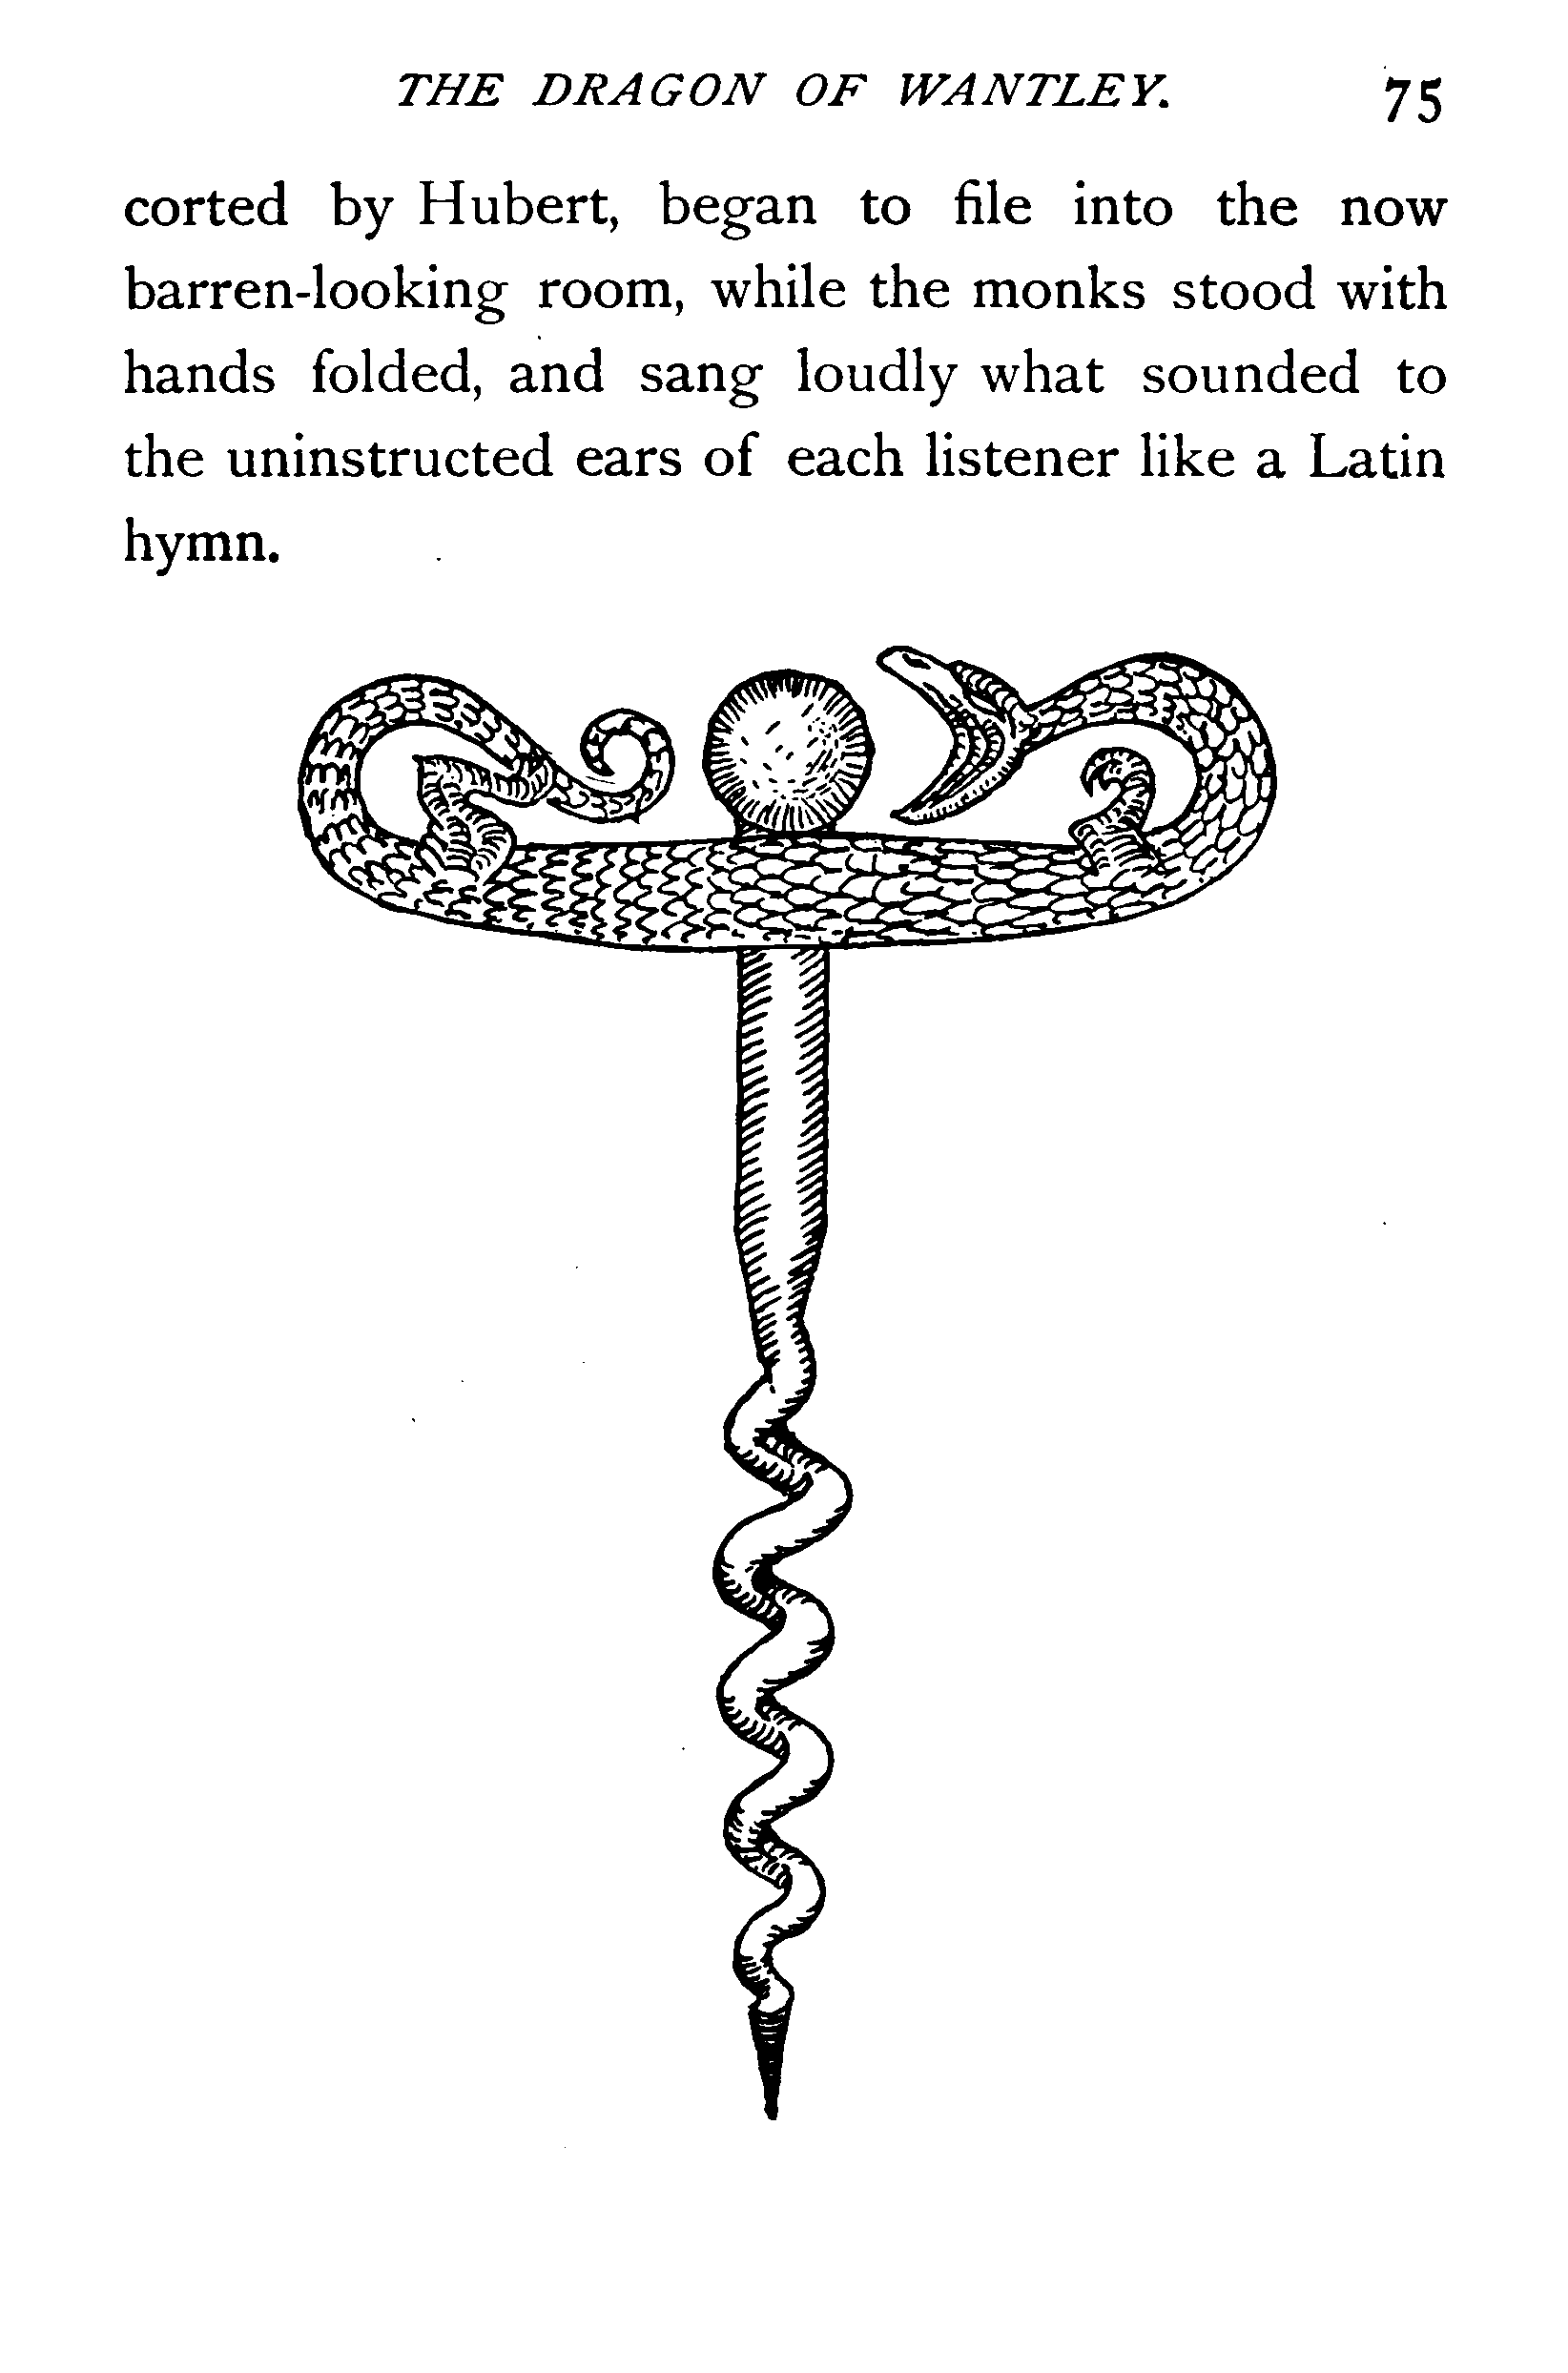 THE DRAGON OF WANTLEY. 75
corted by Hubert, began to file into the now
barren-looking room, while the monks stood with
hands folded, and sang loudly what sounded to
the uninstructed ears of each listener like a Latin
hymn.